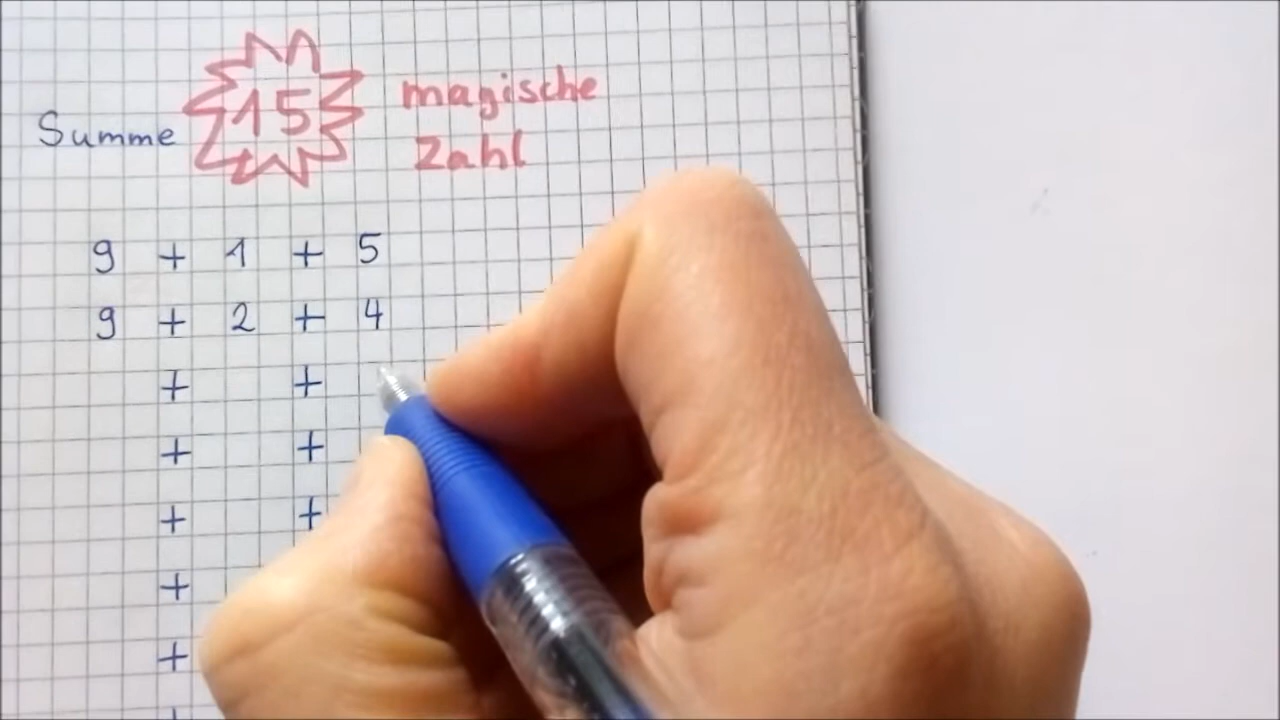 Summe 15 magische
Zahl
9 + 1 + 5
9 + 2 + 4
+ +
+ +
+ +
+
+